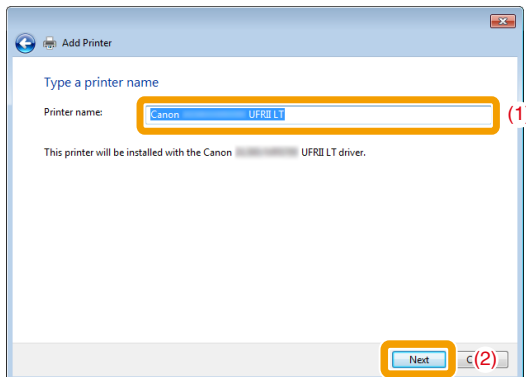 Add Printer
Type a printer name
Printer name:
Canon UFRII LT
(1)
This printer will be installed with the Canon UFRII LT driver.
Next
(2)